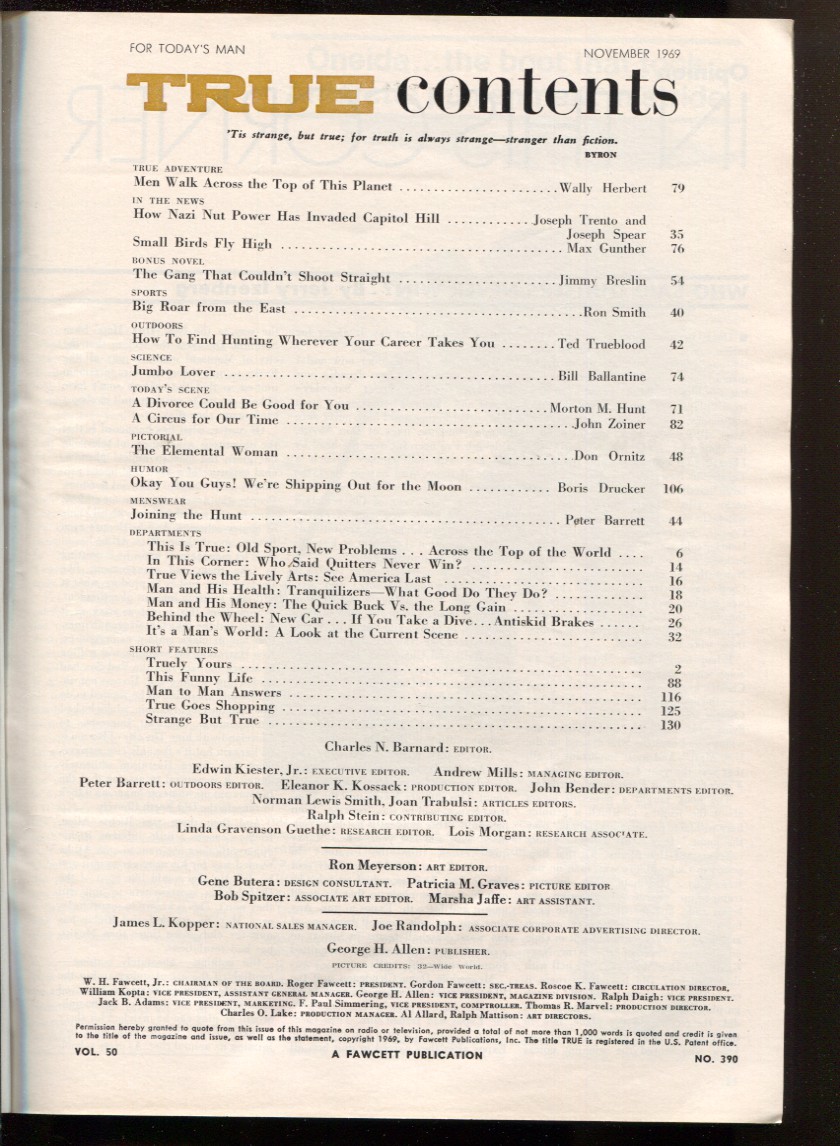 FOR TODAY'S MAN NOVEMBER 1969
TRUE contents
'Tis strange, but true; for truth is always strange—stranger than fiction.
BYRON
TRUE ADVENTURE
Men Walk Across the Top of This Planet ...................... Wally Herbert 79
IN THE NEWS
How Nazi Nut Power Has Invaded Capitol Hill ............ Joseph Trento and
Joseph Spear 35
Small Birds Fly High ........................................ Max Gunther 76
BONUS NOVEL
The Gang That Couldn't Shoot Straight ...................... Jimmy Breslin 54
SPORTS
Big Roar from the East ........................................ Ron Smith 40
OUTDOORS
How To Find Hunting Wherever Your Career Takes You ........ Ted Trueblood 42
SCIENCE
Jumbo Lover ................................................ Bill Ballantine 74
TODAY'S SCENE
A Divorce Could Be Good for You ............................ Morton M. Hunt 71
A Circus for Our Time ........................................ John Zoiner 82
PICTORIAL
The Elemental Woman ........................................ Don Ornitz 48
HUMOR
Okay You Guys! We're Shipping Out for the Moon ........... Boris Drucker 106
MENSWEAR
Joining the Hunt ............................................ Peter Barrett 44
DEPARTMENTS
This Is True: Old Sport, New Problems . . . Across the Top of the World .... 6
In This Corner: Who Said Quitters Never Win? ........................ 14
True Views the Lively Arts: See America Last ........................ 16
Man and His Health: Tranquilizers—What Good Do They Do? ............ 18
Man and His Money: The Quick Buck Vs. the Long Gain ................ 20
Behind the Wheel: New Car . . . If You Take a Dive . . . Antiskid Brakes ...... 26
It's a Man's World: A Look at the Current Scene ........................ 32
SHORT FEATURES
Truely Yours ........................................................ 2
This Funny Life ........................................................ 88
Man to Man Answers ................................................ 116
True Goes Shopping ................................................ 125
Strange But True .................................................... 130
Charles N. Barnard: EDITOR.
Edwin Kiester, Jr.: EXECUTIVE EDITOR. Andrew Mills: MANAGING EDITOR.
Peter Barrett: OUTDOORS EDITOR. Eleanor K. Kossack: PRODUCTION EDITOR. John Bender: DEPARTMENTS EDITOR.
Norman Lewis Smith, Joan Trabulsi: ARTICLES EDITORS.
Ralph Stein: CONTRIBUTING EDITOR.
Linda Gravenson Guethe: RESEARCH EDITOR. Lois Morgan: RESEARCH ASSOCIATE.
Ron Meyerson: ART EDITOR.
Gene Butera: DESIGN CONSULTANT. Patricia M. Graves: PICTURE EDITOR
Bob Spitzer: ASSOCIATE ART EDITOR. Marsha Jaffe: ART ASSISTANT.
James L. Kopper: NATIONAL SALES MANAGER. Joe Randolph: ASSOCIATE CORPORATE ADVERTISING DIRECTOR.
George H. Allen: PUBLISHER.
PICTURE CREDITS: 32—Wide World.
W. H. Fawcett, Jr.: CHAIRMAN OF THE BOARD. Roger Fawcett: PRESIDENT. Gordon Fawcett: SEC.-TREAS. Roscoe K. Fawcett: CIRCULATION DIRECTOR.
William Kopta: VICE PRESIDENT, ASSISTANT GENERAL MANAGER. George H. Allen: VICE PRESIDENT, MAGAZINE DIVISION. Ralph Daigh: VICE PRESIDENT.
Jack B. Adams: VICE PRESIDENT, MARKETING. F. Paul Simmering, VICE PRESIDENT, COMPTROLLER. Thomas R. Marvel: PRODUCTION DIRECTOR.
Charles O. Lake: PRODUCTION MANAGER. Al Allard, Ralph Mattison: ART DIRECTORS.
Permission hereby granted to quote from this issue of this magazine on radio or television, provided a total of not more than 1,000 words is quoted and credit is given
to the title of the magazine and issue, as well as the statement, copyright 1969, by Fawcett Publications, Inc. The title TRUE is registered in the U.S. Patent office.
VOL. 50 A FAWCETT PUBLICATION NO. 390